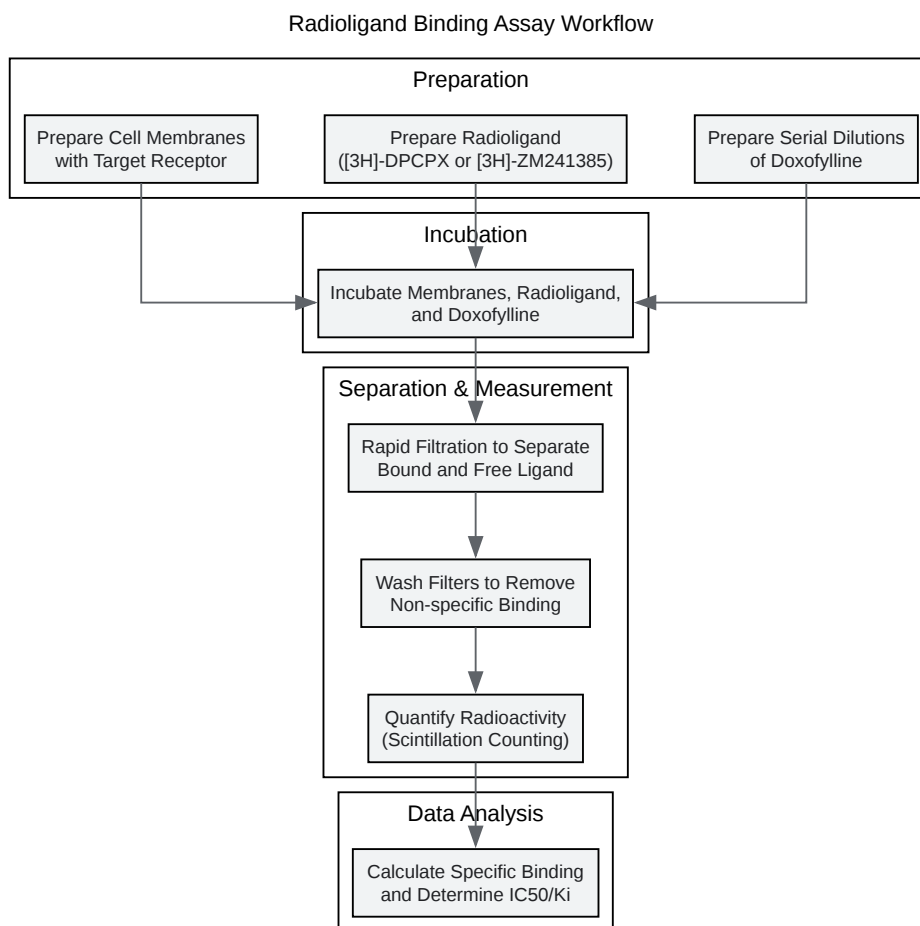 Radioligand Binding Assay Workflow
Preparation
Prepare Cell Membranes
with Target Receptor
Prepare Radioligand
([3H]-DPCPX or [3H]-ZM241385)
Prepare Serial Dilutions
of Doxofylline
Incubation
Incubate Membranes, Radioligand,
and Doxofylline
Separation & Measurement
Rapid Filtration to Separate
Bound and Free Ligand
Wash Filters to Remove
Non-specific Binding
Quantify Radioactivity
(Scintillation Counting)
Data Analysis
Calculate Specific Binding
and Determine IC50/Ki